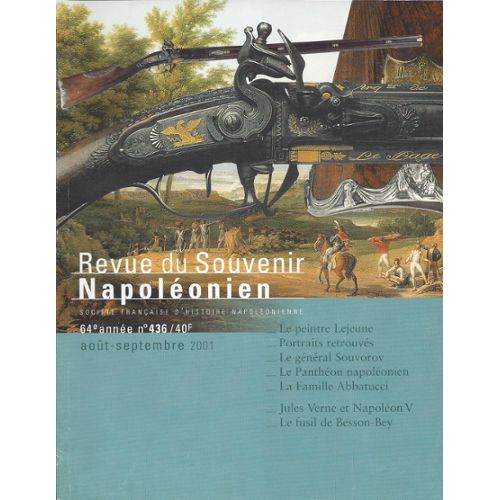 Le Page
Revue du Souvenir
Napoléonien
SOCIÉTÉ FRANÇAISE D'HISTOIRE NAPOLÉONIENNE
64e année n°436/40F
août-septembre 2001
Le peintre Lejeune
Portraits retrouvés
Le général Souvorov
Le Panthéon napoléonien
La Famille Abbatucci
Jules Verne et Napoléon V
Le fusil de Besson-Bey